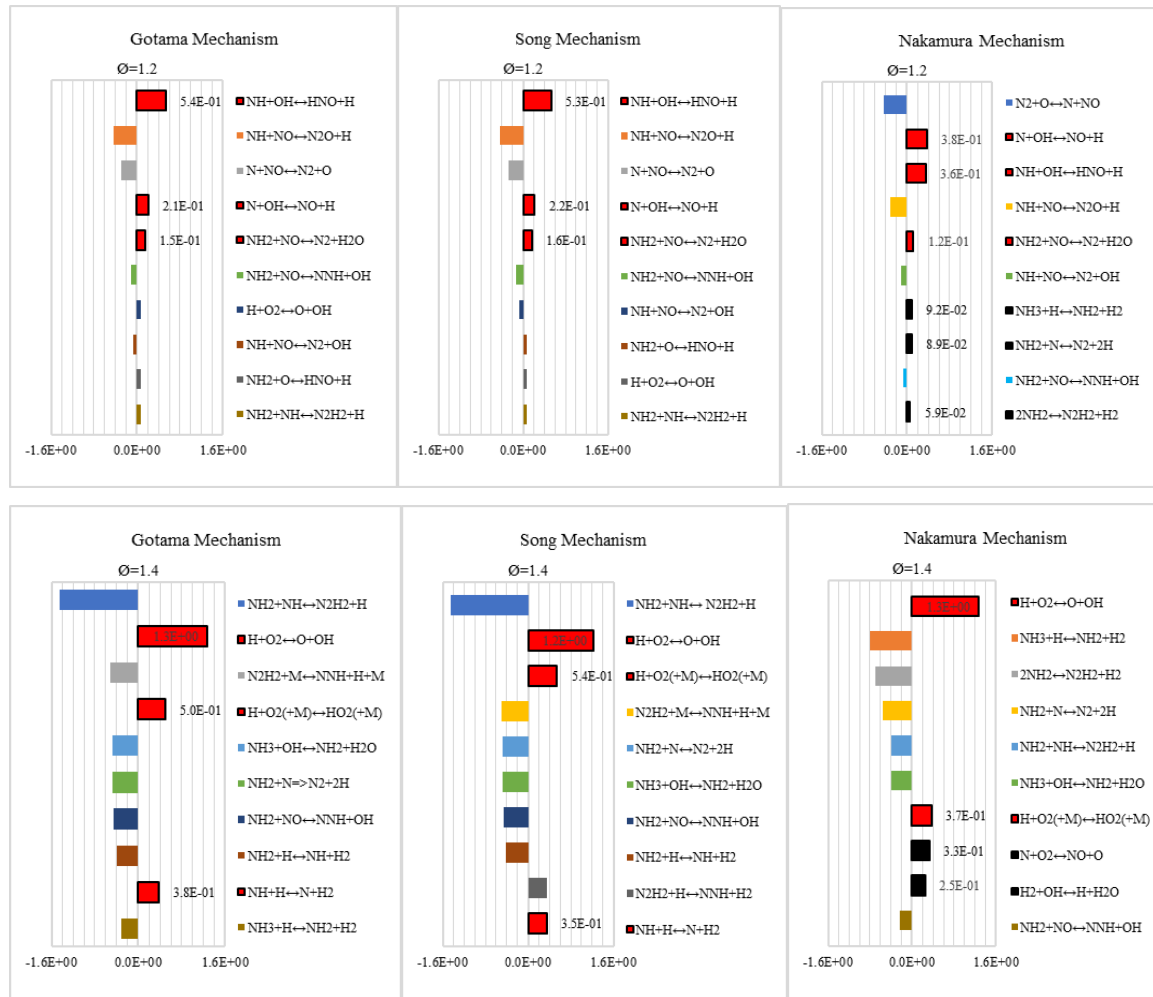 Gotama Mechanism
Ø=1.2
5.4E-01
NH+OH↔HNO+H
NH+NO↔N2O+H
N+NO↔N2+O
2.1E-01
N+OH↔NO+H
1.5E-01
NH2+NO↔N2+H2O
NH2+NO↔NNH+OH
H+O2↔O+OH
NH+NO↔N2+OH
NH2+O↔HNO+H
NH2+NH↔N2H2+H
-1.6E+00 0.0E+00 1.6E+00
Song Mechanism
Ø=1.2
5.3E-01
NH+OH↔HNO+H
NH+NO↔N2O+H
N+NO↔N2+O
2.2E-01
N+OH↔NO+H
1.6E-01
NH2+NO↔N2+H2O
NH2+NO↔NNH+OH
NH+NO↔N2+OH
NH2+O↔HNO+H
H+O2↔O+OH
NH2+NH↔N2H2+H
-1.6E+00 0.0E+00 1.6E+00
Nakamura Mechanism
Ø=1.2
N2+O↔N+NO
3.8E-01
N+OH↔NO+H
3.6E-01
NH+OH↔HNO+H
NH+NO↔N2O+H
1.2E-01
NH2+NO↔N2+H2O
NH+NO↔N2+OH
9.2E-02
NH3+H↔NH2+H2
8.9E-02
NH2+N↔N2+2H
NH2+NO↔NNH+OH
5.9E-02
2NH2↔N2H2+H2
-1.6E+00 0.0E+00 1.6E+00
Gotama Mechanism
Ø=1.4
NH2+NH↔N2H2+H
1.3E+00
H+O2↔O+OH
N2H2+M↔NNH+H+M
5.0E-01
H+O2(+M)↔HO2(+M)
NH3+OH↔NH2+H2O
NH2+N=>N2+2H
NH2+NO↔NNH+OH
NH2+H↔NH+H2
3.8E-01
NH+H↔N+H2
NH3+H↔NH2+H2
-1.6E+00 0.0E+00 1.6E+00
Song Mechanism
Ø=1.4
NH2+NH↔ N2H2+H
1.2E+00
H+O2↔O+OH
5.4E-01
H+O2(+M)↔HO2(+M)
N2H2+M↔NNH+H+M
NH2+N↔N2+2H
NH3+OH↔NH2+H2O
NH2+NO↔NNH+OH
NH2+H↔NH+H2
N2H2+H↔NNH+H2
3.5E-01
NH+H↔N+H2
-1.6E+00 0.0E+00 1.6E+00
Nakamura Mechanism
Ø=1.4
1.3E+00
H+O2↔O+OH
NH3+H↔NH2+H2
2NH2↔N2H2+H2
NH2+N↔N2+2H
NH2+NH↔N2H2+H
NH3+OH↔NH2+H2O
3.7E-01
H+O2(+M)↔HO2(+M)
3.3E-01
N+O2↔NO+O
2.5E-01
H2+OH↔H+H2O
NH2+NO↔NNH+OH
-1.6E+00 0.0E+00 1.6E+00